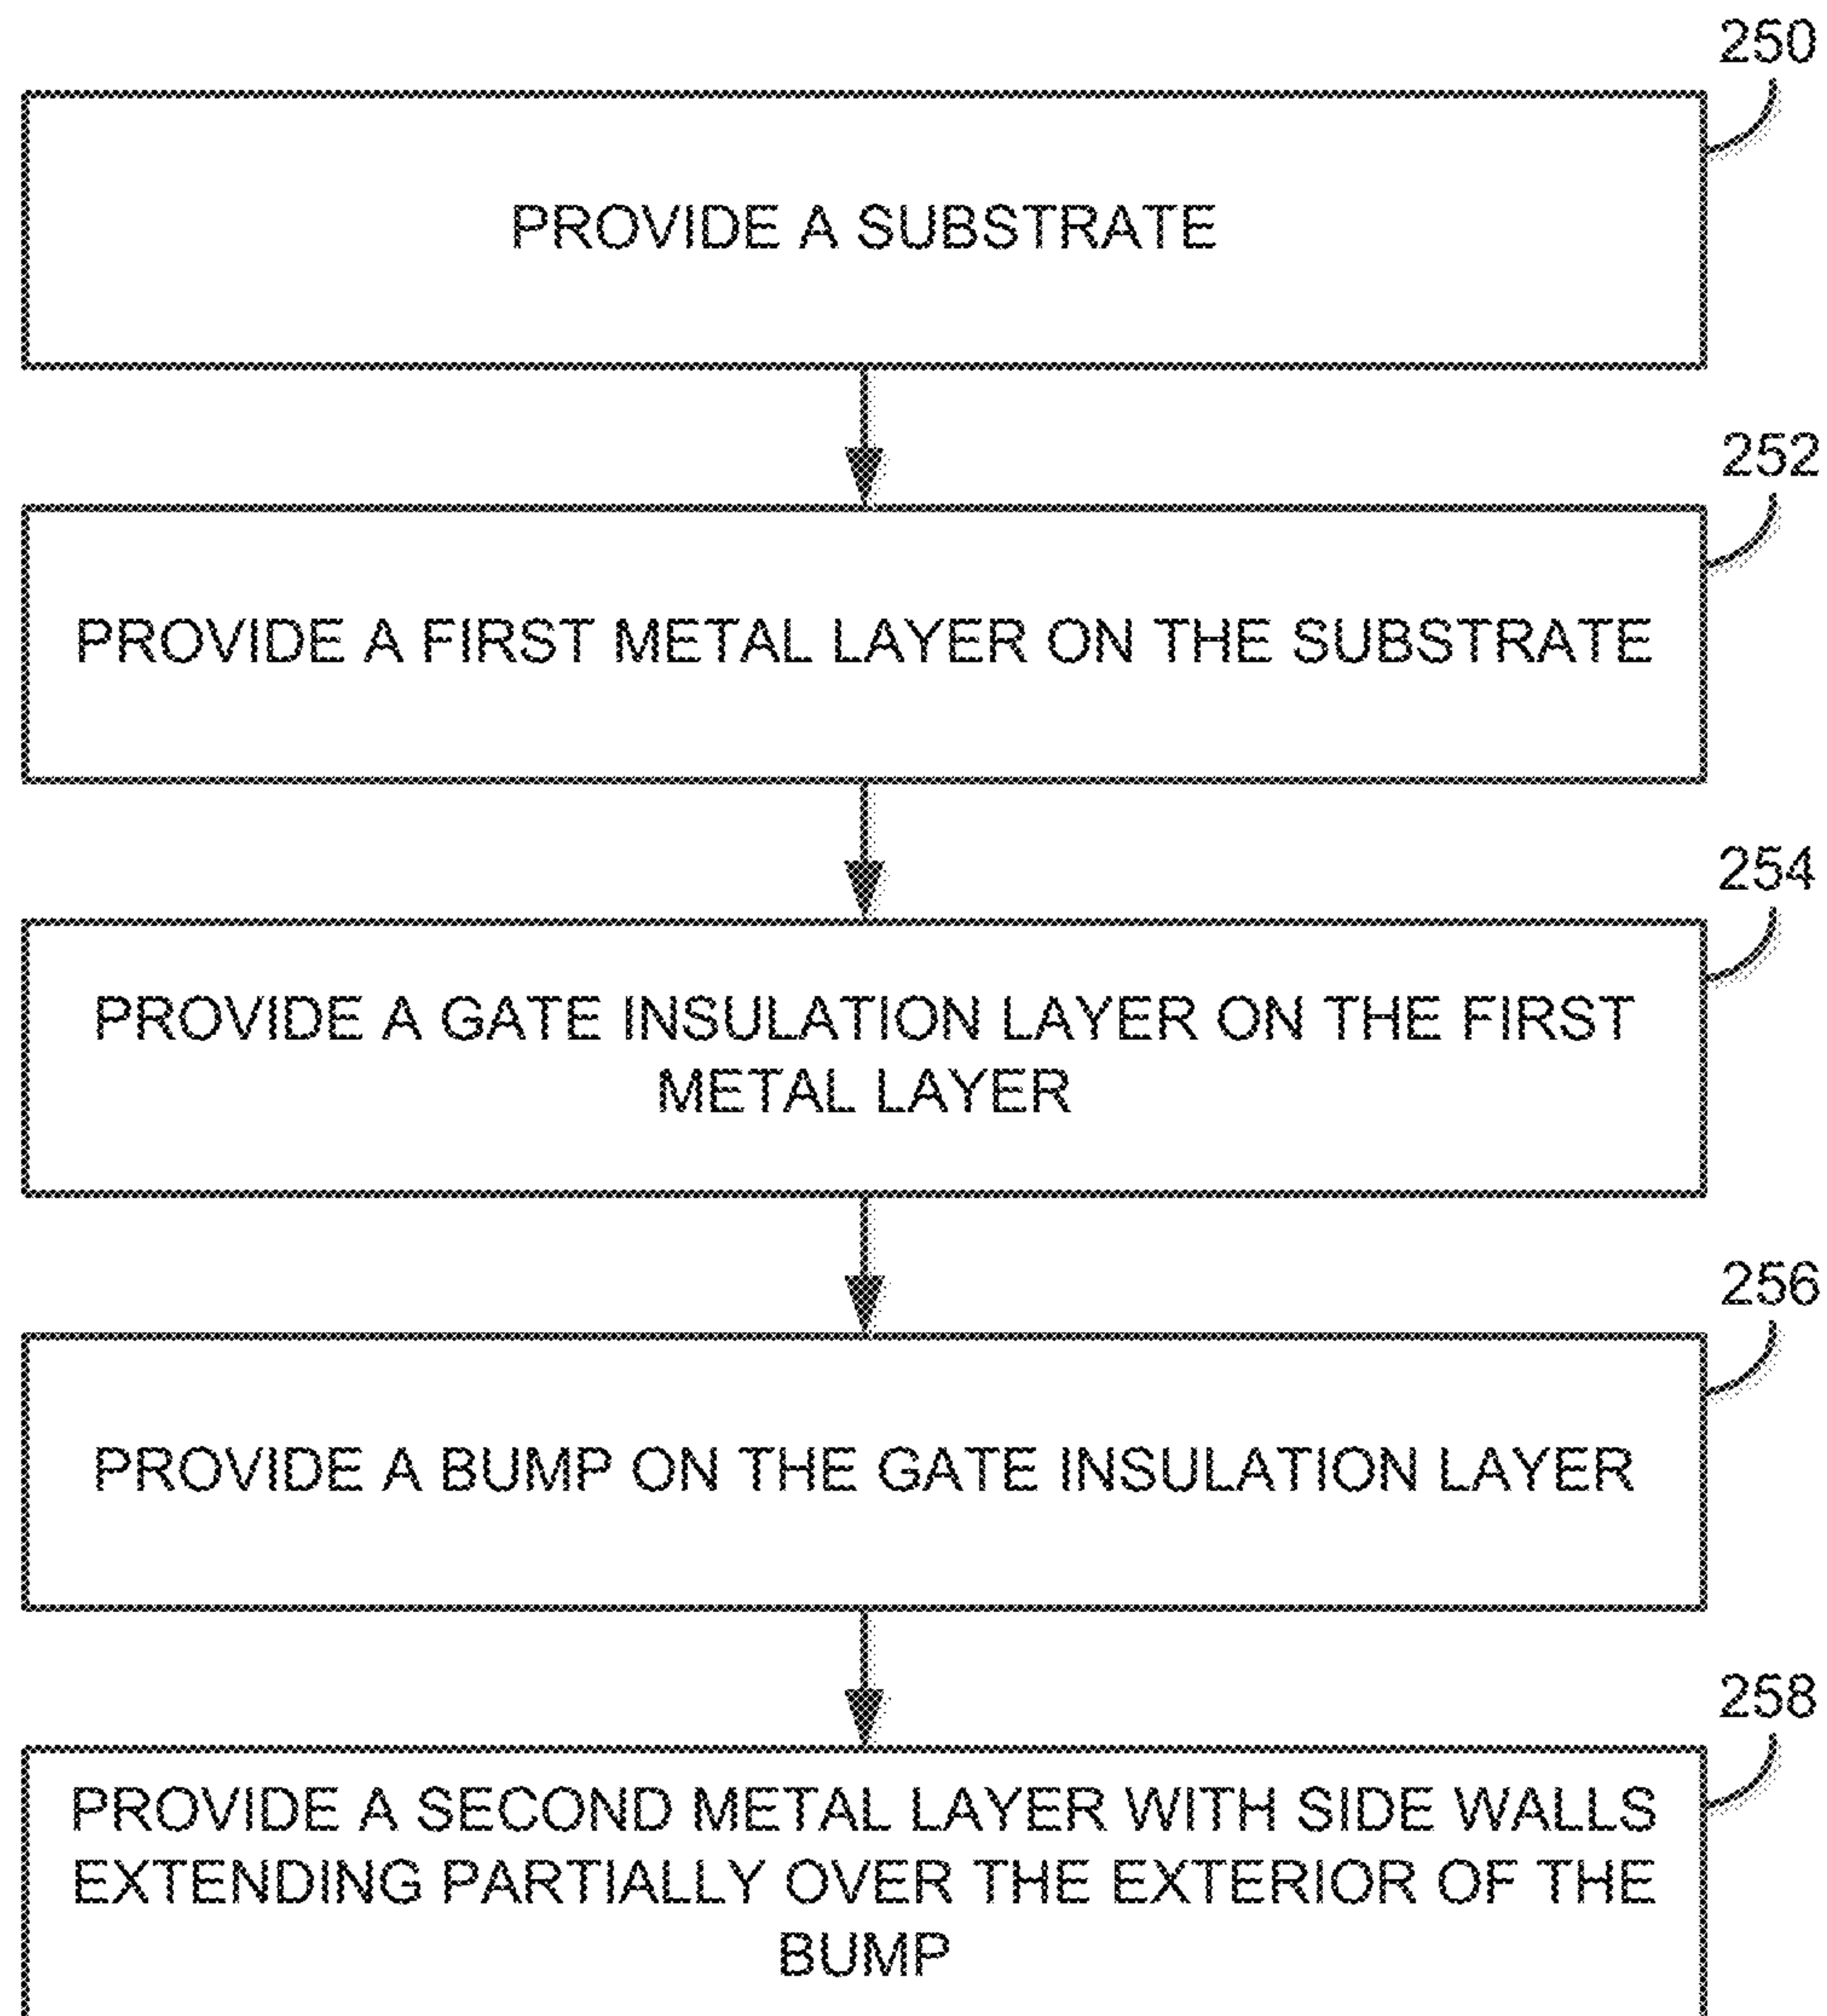 250
PROVIDE A SUBSTRATE
252
PROVIDE A FIRST METAL LAYER ON THE SUBSTRATE
254
PROVIDE A GATE INSULATION LAYER ON THE FIRST
METAL LAYER
256
PROVIDE A BUMP ON THE GATE INSULATION LAYER
258
PROVIDE A SECOND METAL LAYER WITH SIDE WALLS
EXTENDING PARTIALLY OVER THE EXTERIOR OF THE
BUMP